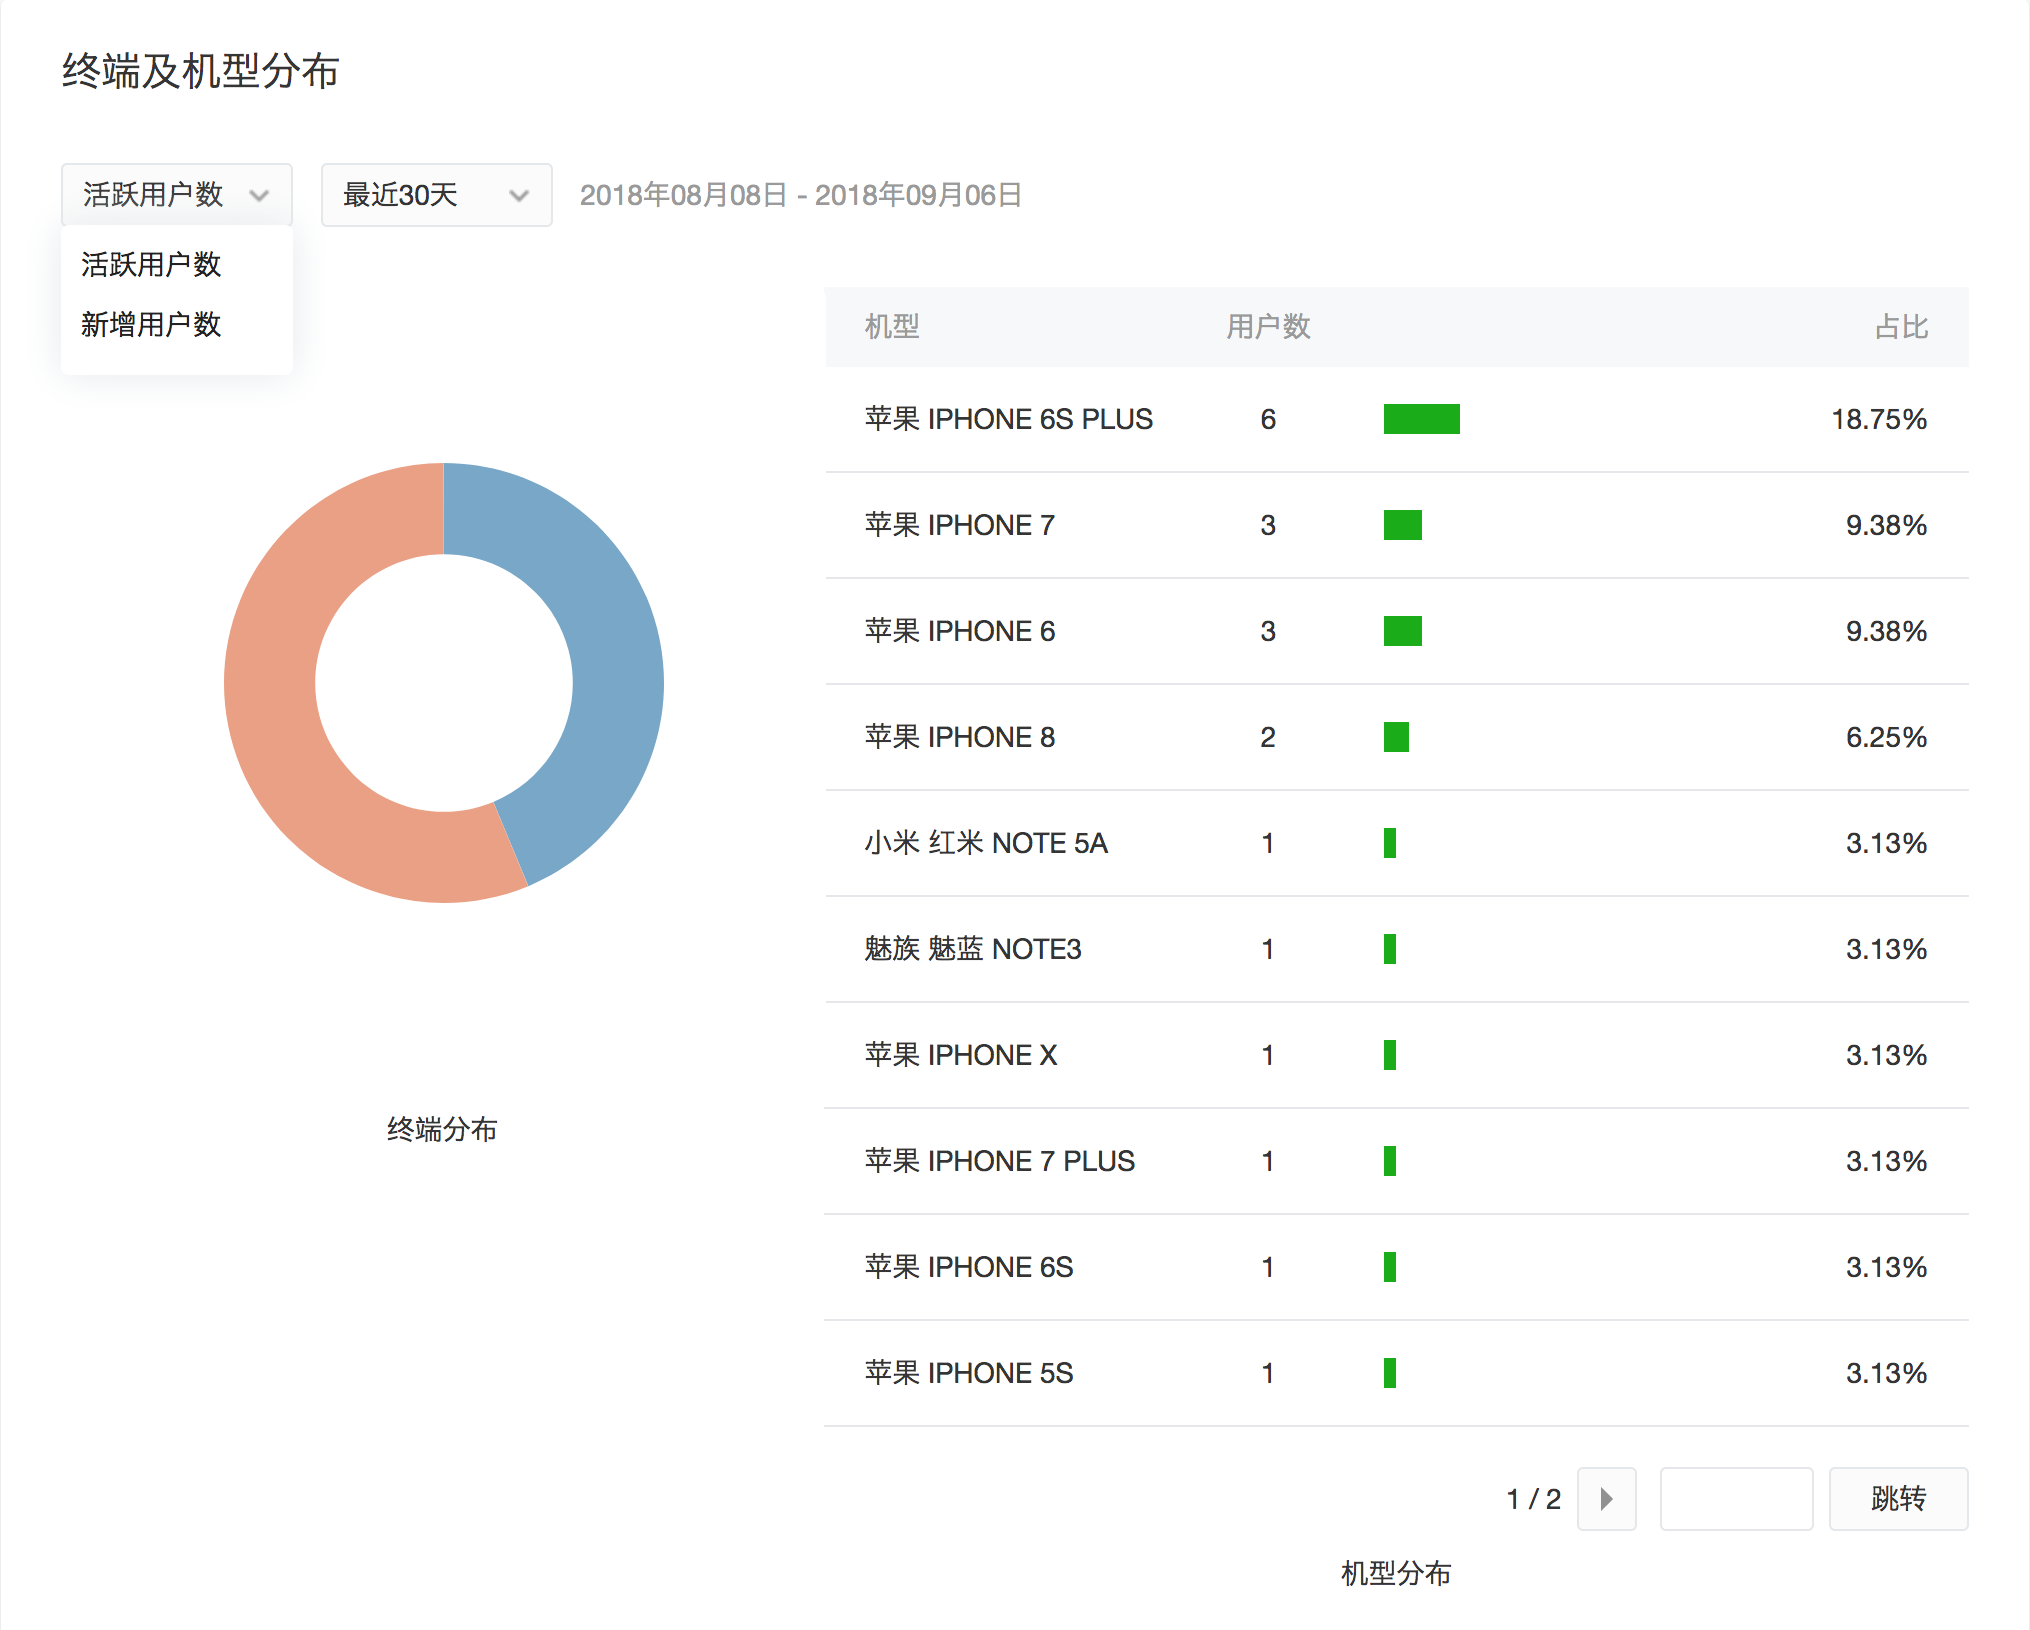 终端及机型分布
活跃用户数 最近30天 2018年08月08日 - 2018年09月06日
活跃用户数
新增用户数
机型 用户数 占比
苹果 IPHONE 6S PLUS 6 18.75%
苹果 IPHONE 7 3 9.38%
苹果 IPHONE 6 3 9.38%
苹果 IPHONE 8 2 6.25%
小米 红米 NOTE 5A 1 3.13%
魅族 魅蓝 NOTE3 1 3.13%
苹果 IPHONE X 1 3.13%
苹果 IPHONE 7 PLUS 1 3.13%
苹果 IPHONE 6S 1 3.13%
苹果 IPHONE 5S 1 3.13%
终端分布
1 / 2 跳转
机型分布